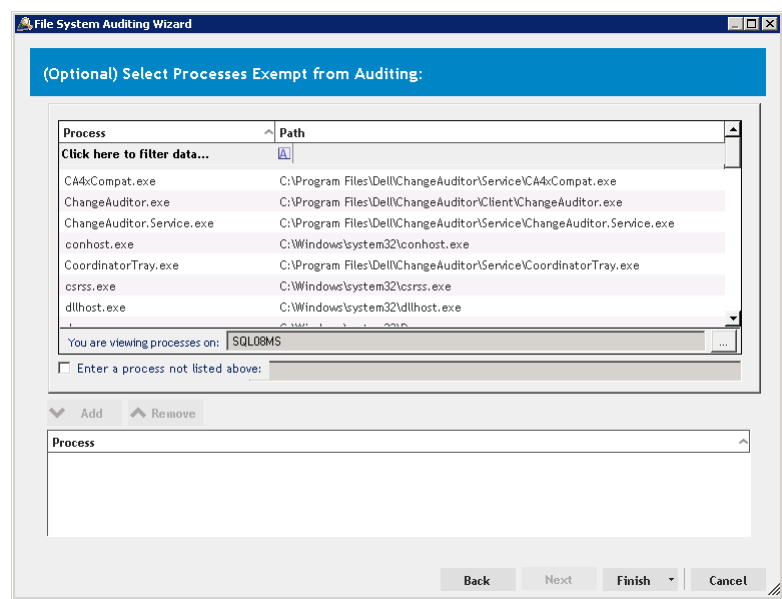 File System Auditing Wizard
(Optional) Select Processes Exempt from Auditing:
Process Path
Click here to filter data... A
CA4xCompat.exe C:\Program Files\Dell\ChangeAuditor\Service\CA4xCompat.exe
ChangeAuditor.exe C:\Program Files\Dell\ChangeAuditor\Client\ChangeAuditor.exe
ChangeAuditor.Service.exe C:\Program Files\Dell\ChangeAuditor\Service\ChangeAuditor.Service.exe
conhost.exe C:\Windows\system32\conhost.exe
CoordinatorTray.exe C:\Program Files\Dell\ChangeAuditor\Service\CoordinatorTray.exe
csrss.exe C:\Windows\system32\csrss.exe
dllhost.exe C:\Windows\system32\dllhost.exe
You are viewing processes on: SQL08MS ...
Enter a process not listed above:
Add Remove
Process
Back Next Finish Cancel